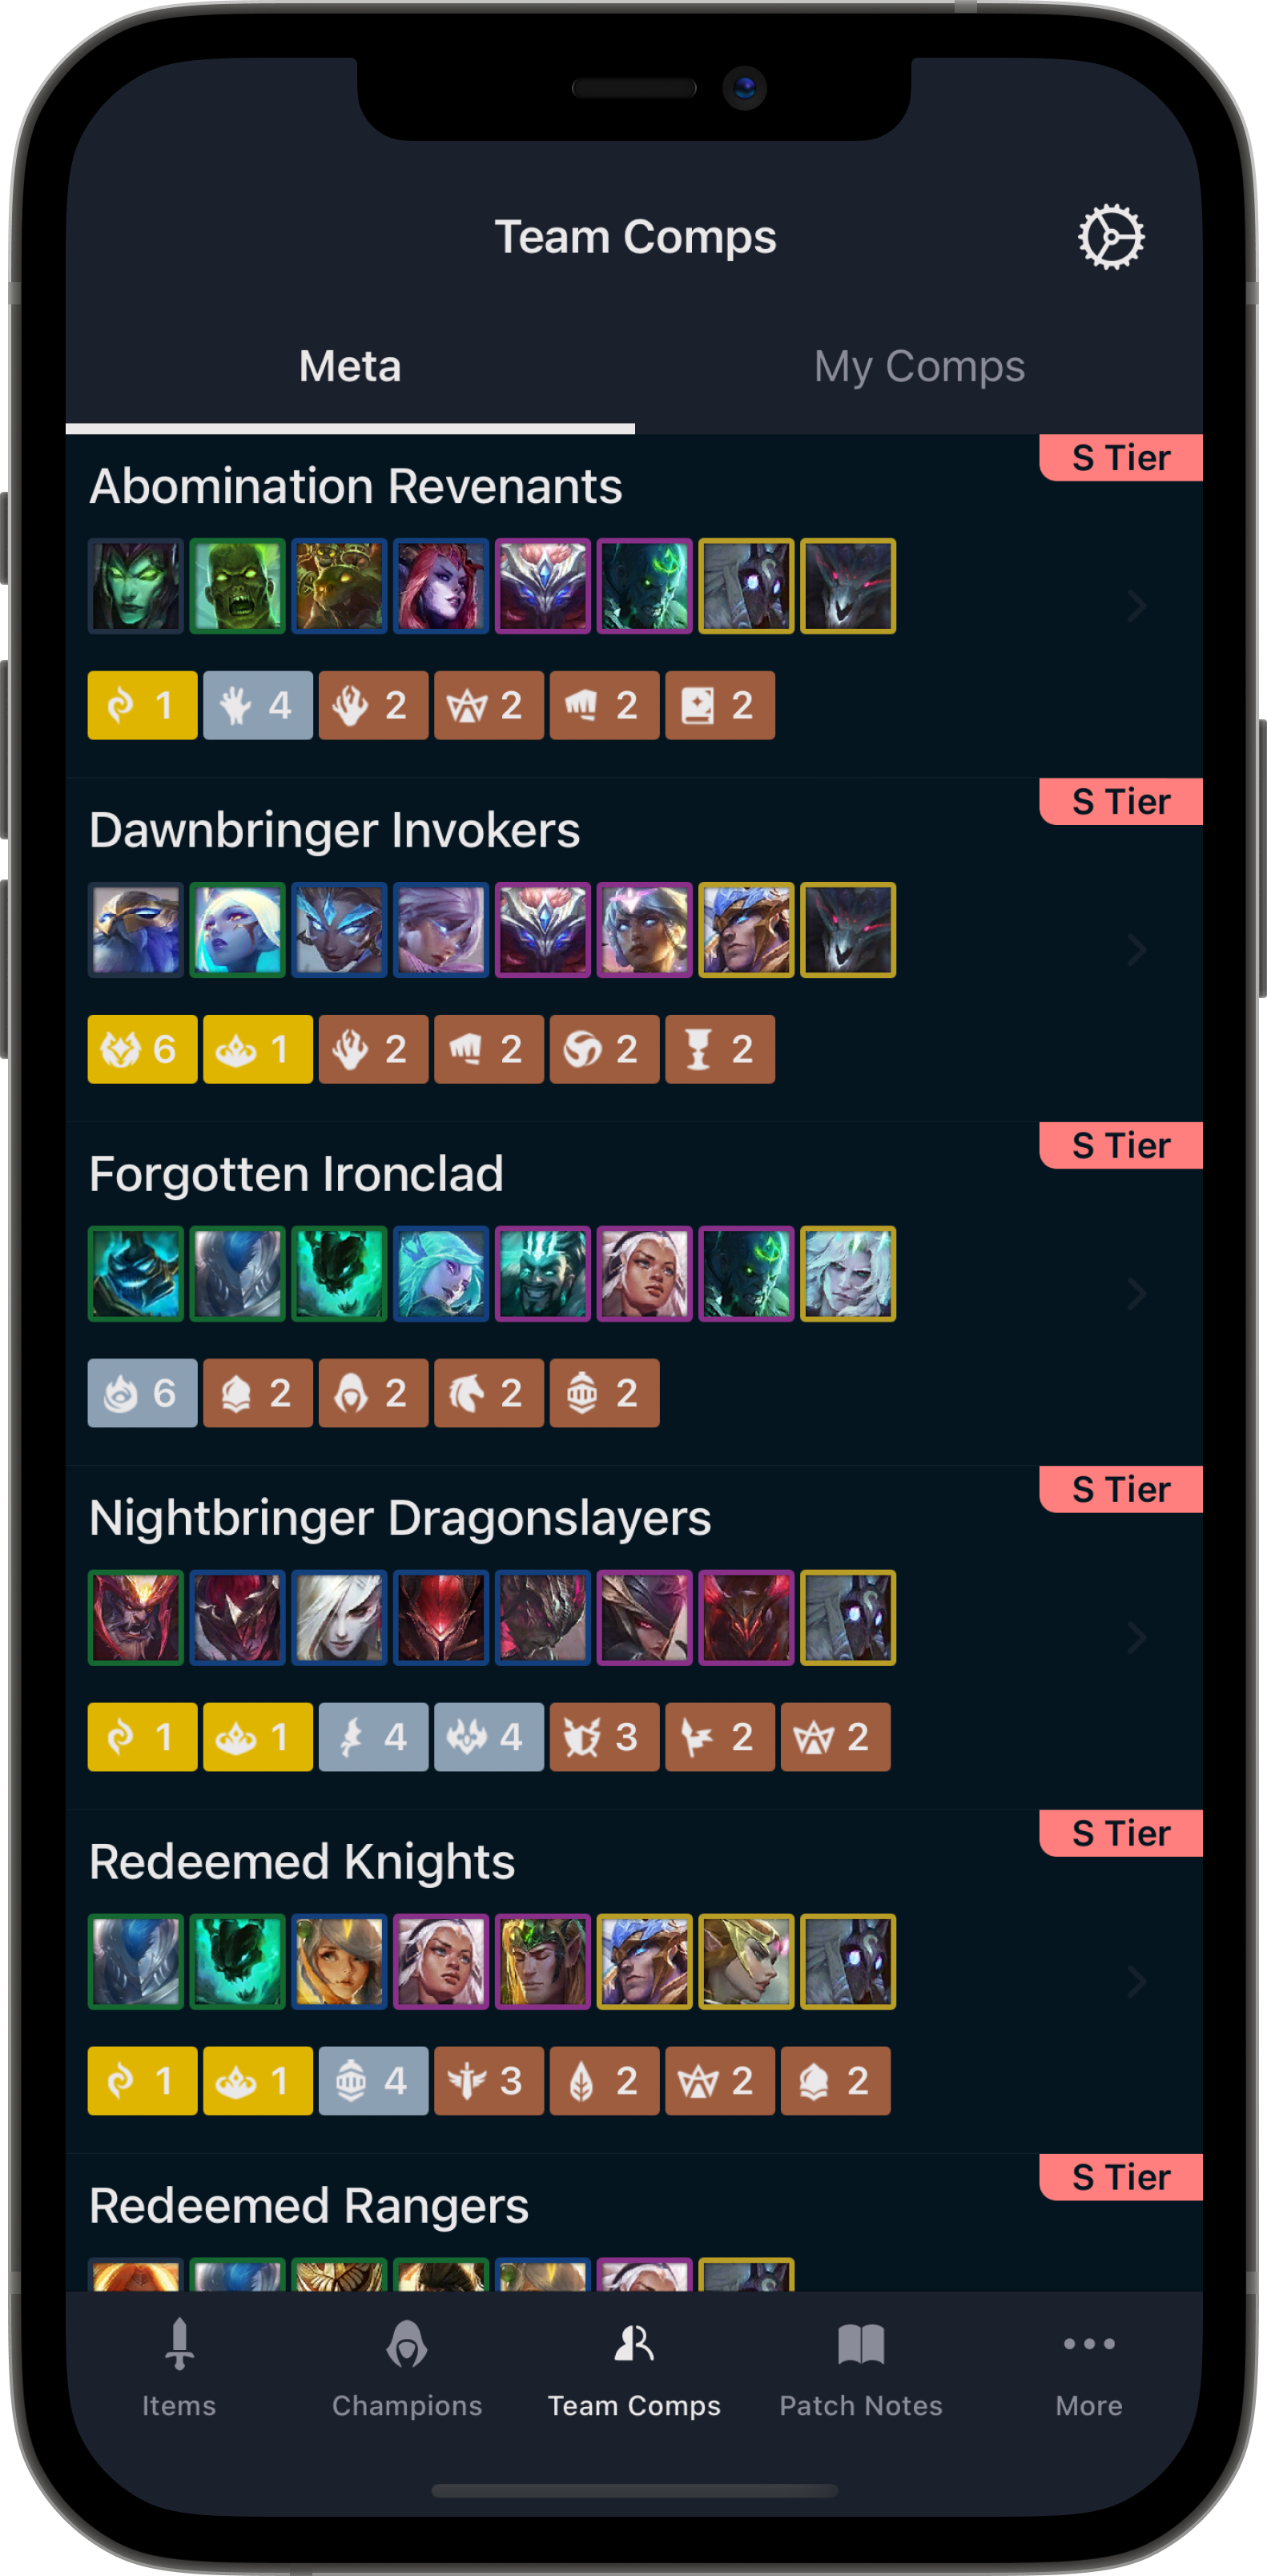 Team Comps
Meta
My Comps
S Tier
Abomination Revenants
1 4 2 2 2 2
S Tier
Dawnbringer Invokers
6 1 2 2 2 2
S Tier
Forgotten Ironclad
6 2 2 2 2
S Tier
Nightbringer Dragonslayers
1 1 4 4 3 2 2
S Tier
Redeemed Knights
1 1 4 3 2 2 2
S Tier
Redeemed Rangers
Items
Champions
Team Comps
Patch Notes
More